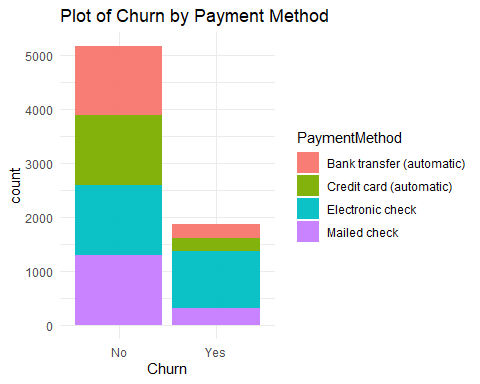 Plot of Churn by Payment Method
5000
4000
3000
2000
1000
0
count
No Yes
Churn
PaymentMethod
Bank transfer (automatic)
Credit card (automatic)
Electronic check
Mailed check